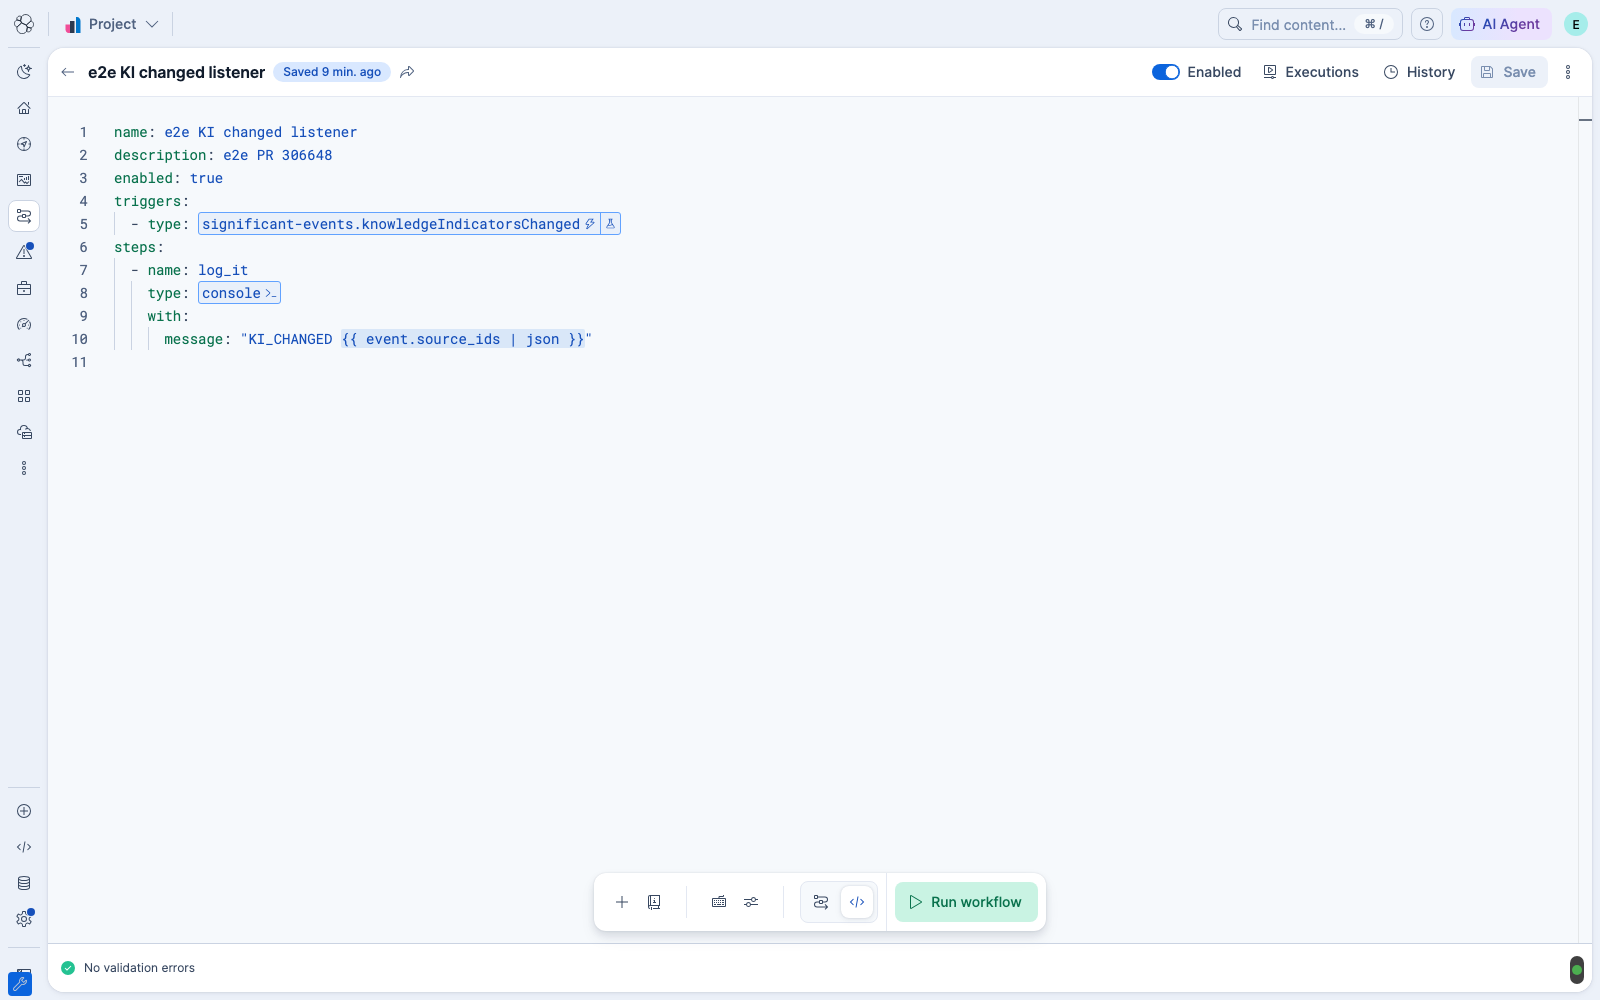 Project
Find content... ⌘ /
AI Agent
E
e2e KI changed listener
Saved 9 min. ago
Enabled
Executions
History
Save
1 name: e2e KI changed listener
2 description: e2e PR 306648
3 enabled: true
4 triggers:
5 - type: significant-events.knowledgeIndicatorsChanged
6 steps:
7 - name: log_it
8 type: console
9 with:
10 message: "KI_CHANGED {{ event.source_ids | json }}"
11
Run workflow
No validation errors